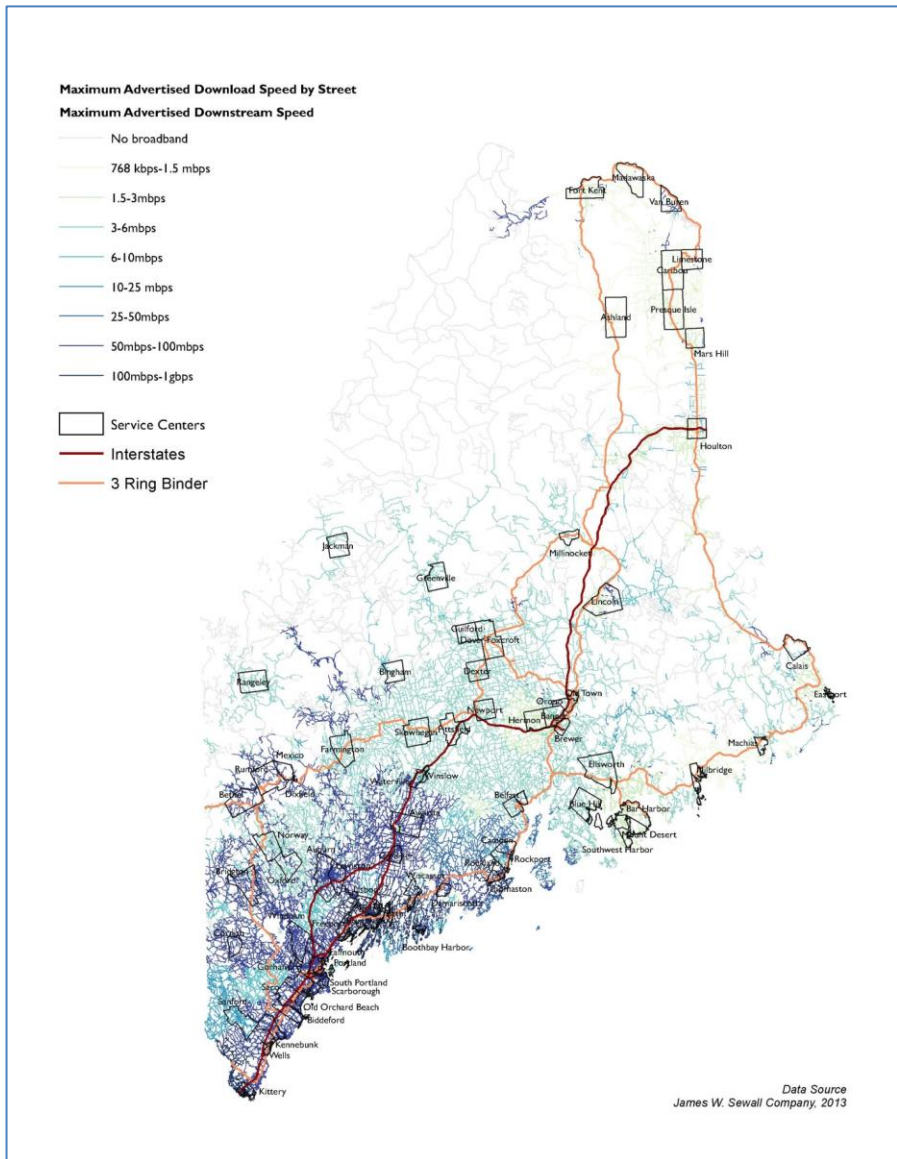 Maximum Advertised Download Speed by Street
Maximum Advertised Downstream Speed
No broadband
768 kbps-1.5 mbps
1.5-3mbps
3-6mbps
6-10mbps
10-25 mbps
25-50mbps
50mbps-100mbps
100mbps-1gbps
Service Centers
Interstates
3 Ring Binder
Madawaska
Fort Kent
Van Buren
Limestone
Caribou
Presque Isle
Ashland
Mars Hill
Houlton
Millinocket
Jackman
Greenville
Lincoln
Guilford
Dover-Foxcroft
Calais
Bingham
Dexter
Rangeley
Old Town
Orono
Eastport
Newport
Hermon
Bangor
Brewer
Pittsfield
Skowhegan
Farmington
Machias
Mexico
Ellsworth
Rumford
Milbridge
Winslow
Waterville
Dixfield
Bethel
Belfast
Blue Hill
Bar Harbor
Augusta
Mount Desert
Norway
Camden
Southwest Harbor
Auburn
Rockport
Rockland
Lewiston
Bridgton
Oxford
Wiscasset
Thomaston
Damariscotta
Windham
Freeport
Boothbay Harbor
Falmouth
Gorham
Portland
South Portland
Scarborough
Sanford
Old Orchard Beach
Biddeford
Kennebunk
Wells
Kittery
Data Source
James W. Sewall Company, 2013